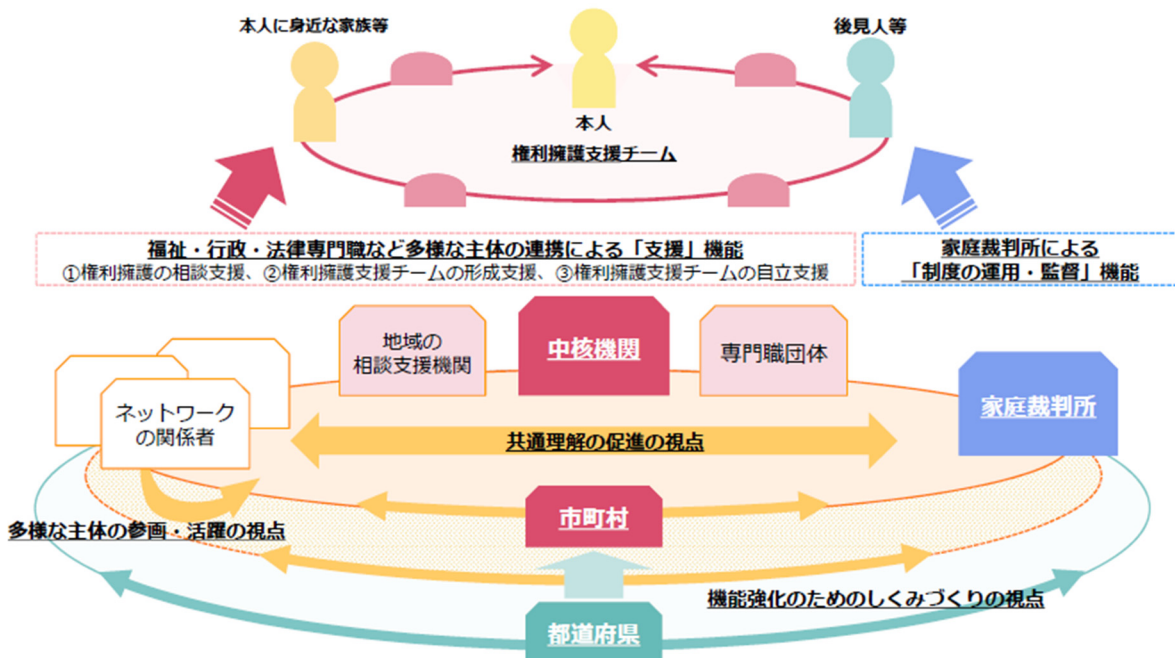 本人に身近な家族等
後見人等
本人
権利擁護支援チーム
福祉・行政・法律専門職など多様な主体の連携による「支援」機能
①権利擁護の相談支援、②権利擁護支援チームの形成支援、③権利擁護支援チームの自立支援
家庭裁判所による
「制度の運用・監督」機能
地域の
相談支援機関
中核機関
専門職団体
ネットワーク
の関係者
家庭裁判所
共通理解の促進の視点
市町村
多様な主体の参画・活躍の視点
機能強化のためのしくみづくりの視点
都道府県